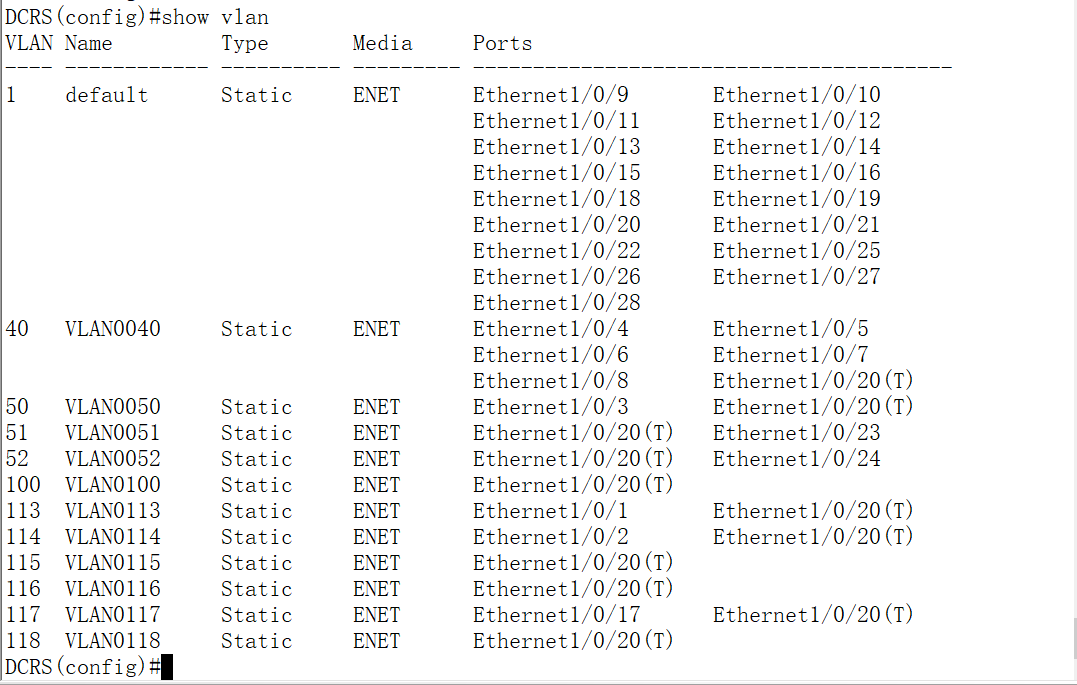 DCRS(config)#show vlan
VLAN Name         Type       Media     Ports
---- ------------ ---------- --------- ----------------------------------------
1    default      Static     ENET      Ethernet1/0/9       Ethernet1/0/10
                                       Ethernet1/0/11      Ethernet1/0/12
                                       Ethernet1/0/13      Ethernet1/0/14
                                       Ethernet1/0/15      Ethernet1/0/16
                                       Ethernet1/0/18      Ethernet1/0/19
                                       Ethernet1/0/20      Ethernet1/0/21
                                       Ethernet1/0/22      Ethernet1/0/25
                                       Ethernet1/0/26      Ethernet1/0/27
                                       Ethernet1/0/28
40   VLAN0040     Static     ENET      Ethernet1/0/4       Ethernet1/0/5
                                       Ethernet1/0/6       Ethernet1/0/7
                                       Ethernet1/0/8       Ethernet1/0/20(T)
50   VLAN0050     Static     ENET      Ethernet1/0/3       Ethernet1/0/20(T)
51   VLAN0051     Static     ENET      Ethernet1/0/20(T)   Ethernet1/0/23
52   VLAN0052     Static     ENET      Ethernet1/0/20(T)   Ethernet1/0/24
100  VLAN0100     Static     ENET      Ethernet1/0/20(T)
113  VLAN0113     Static     ENET      Ethernet1/0/1       Ethernet1/0/20(T)
114  VLAN0114     Static     ENET      Ethernet1/0/2       Ethernet1/0/20(T)
115  VLAN0115     Static     ENET      Ethernet1/0/20(T)
116  VLAN0116     Static     ENET      Ethernet1/0/20(T)
117  VLAN0117     Static     ENET      Ethernet1/0/17      Ethernet1/0/20(T)
118  VLAN0118     Static     ENET      Ethernet1/0/20(T)
DCRS(config)#